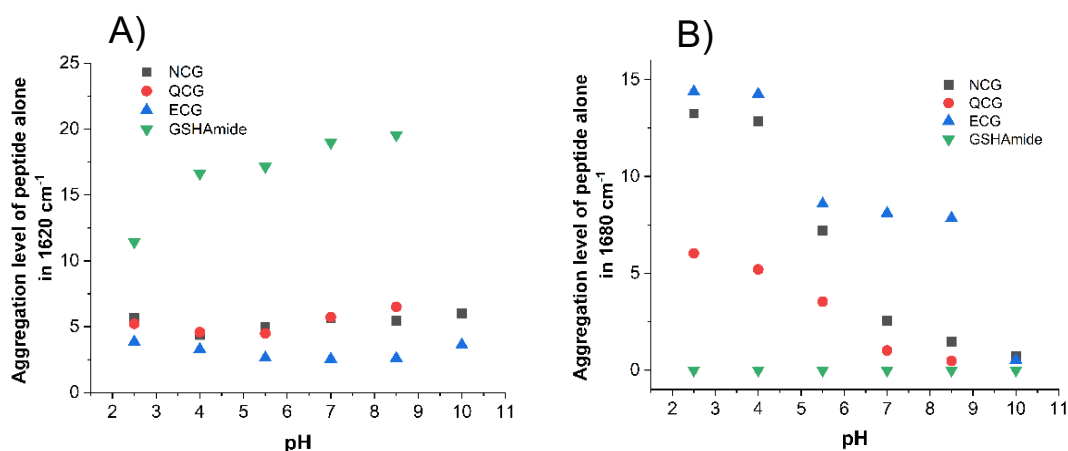 A)
NCG
QCG
ECG
GSHAmide
Aggregation level of peptide alone
in 1620 cm⁻¹
25
20
15
10
5
0
2 3 4 5 6 7 8 9 10 11
pH
B)
NCG
QCG
ECG
GSHAmide
Aggregation level of peptide alone
in 1680 cm⁻¹
15
10
5
0
2 3 4 5 6 7 8 9 10 11
pH